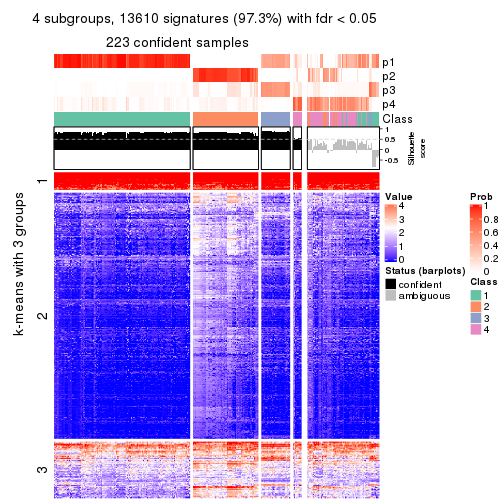 4 subgroups, 13610 signatures (97.3%) with fdr < 0.05
223 confident samples
p1
p2
p3
p4
Class
1
0.5
0
-0.5
Silhouette
score
k-means with 3 groups
1
2
3
Value
4
3
2
1
0
Prob
1
0.8
0.6
0.4
0.2
0
Status (barplots)
confident
ambiguous
Class
1
2
3
4